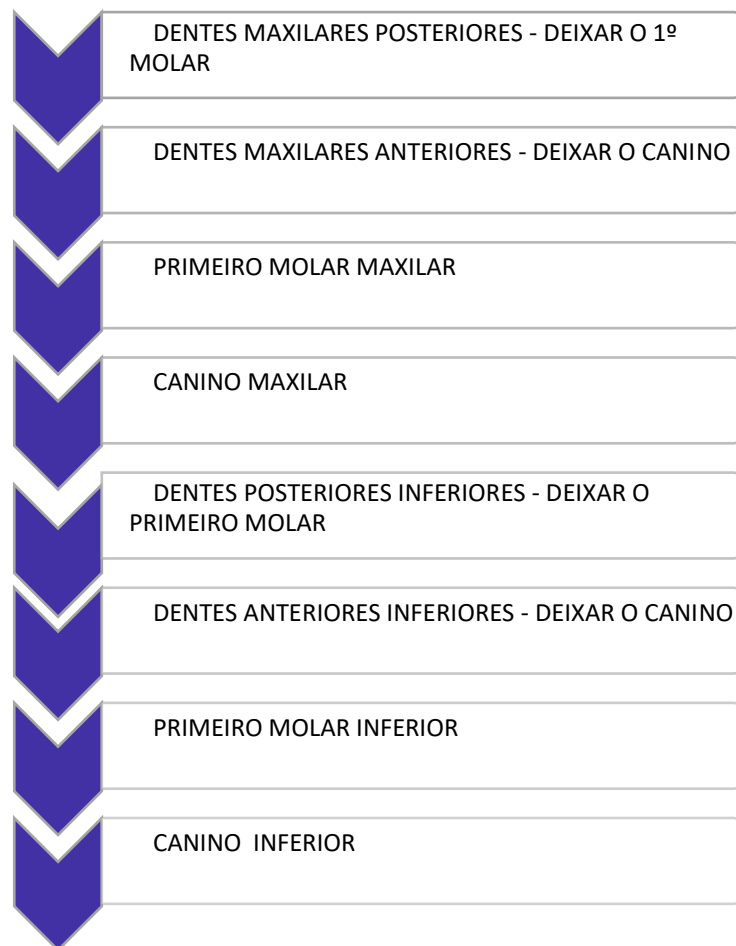 DENTES MAXILARES POSTERIORES - DEIXAR O 1º
MOLAR
DENTES MAXILARES ANTERIORES - DEIXAR O CANINO
PRIMEIRO MOLAR MAXILAR
CANINO MAXILAR
DENTES POSTERIORES INFERIORES - DEIXAR O
PRIMEIRO MOLAR
DENTES ANTERIORES INFERIORES - DEIXAR O CANINO
PRIMEIRO MOLAR INFERIOR
CANINO  INFERIOR